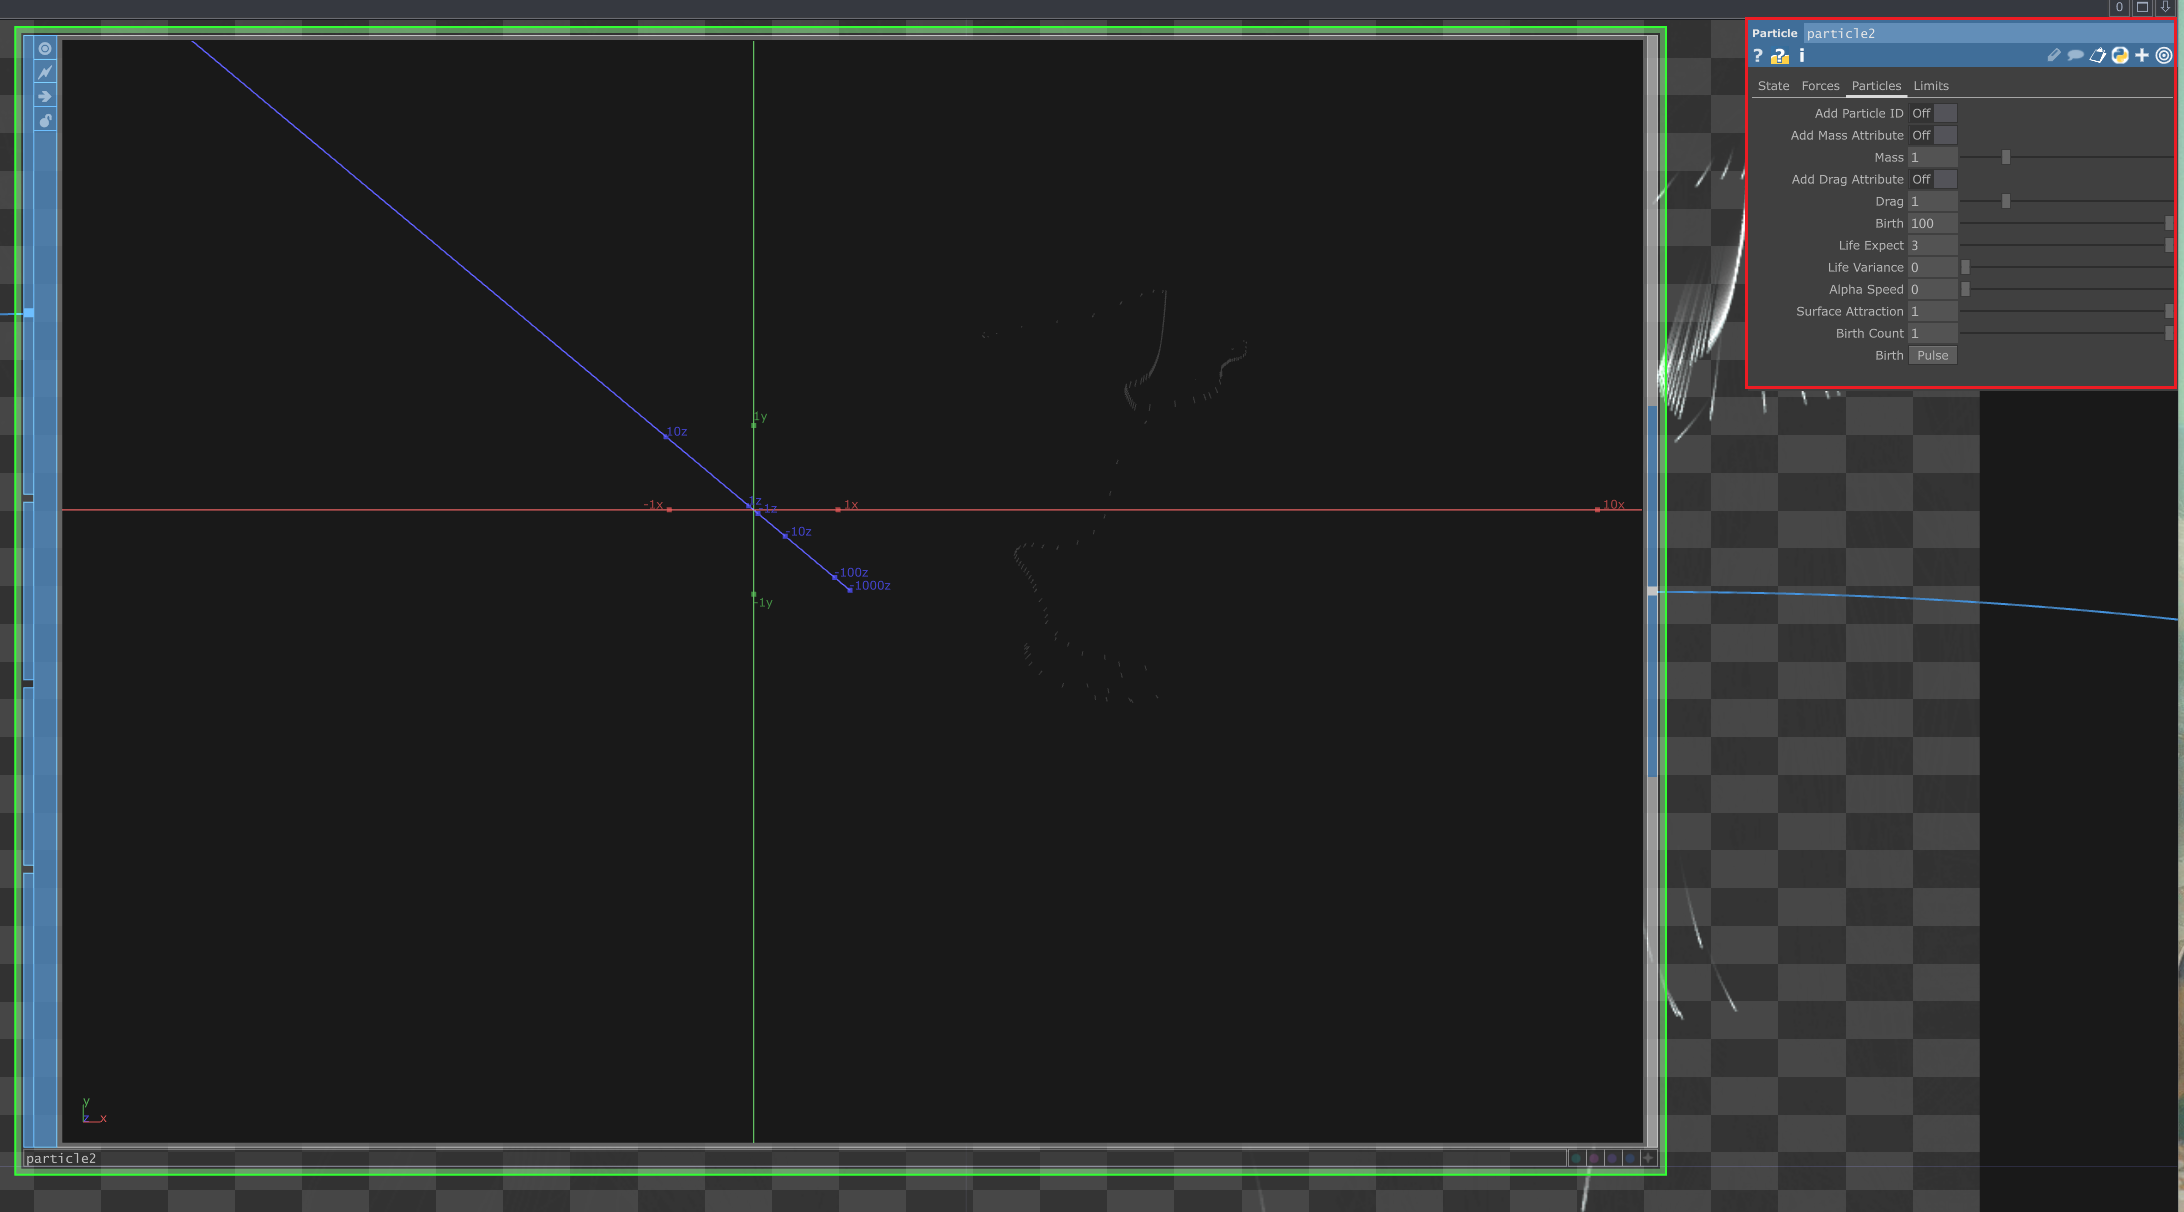 0
Particle particle2
? ? i
State Forces Particles Limits
Add Particle ID Off
Add Mass Attribute Off
Mass 1
Add Drag Attribute Off
Drag 1
Birth 100
Life Expect 3
Life Variance 0
Alpha Speed 0
Surface Attraction 1
Birth Count 1
Birth Pulse
1y
10z
-1x 1z -1z 1x 10x
-10z
-100z
-1000z
-1y
y
z x
particle2